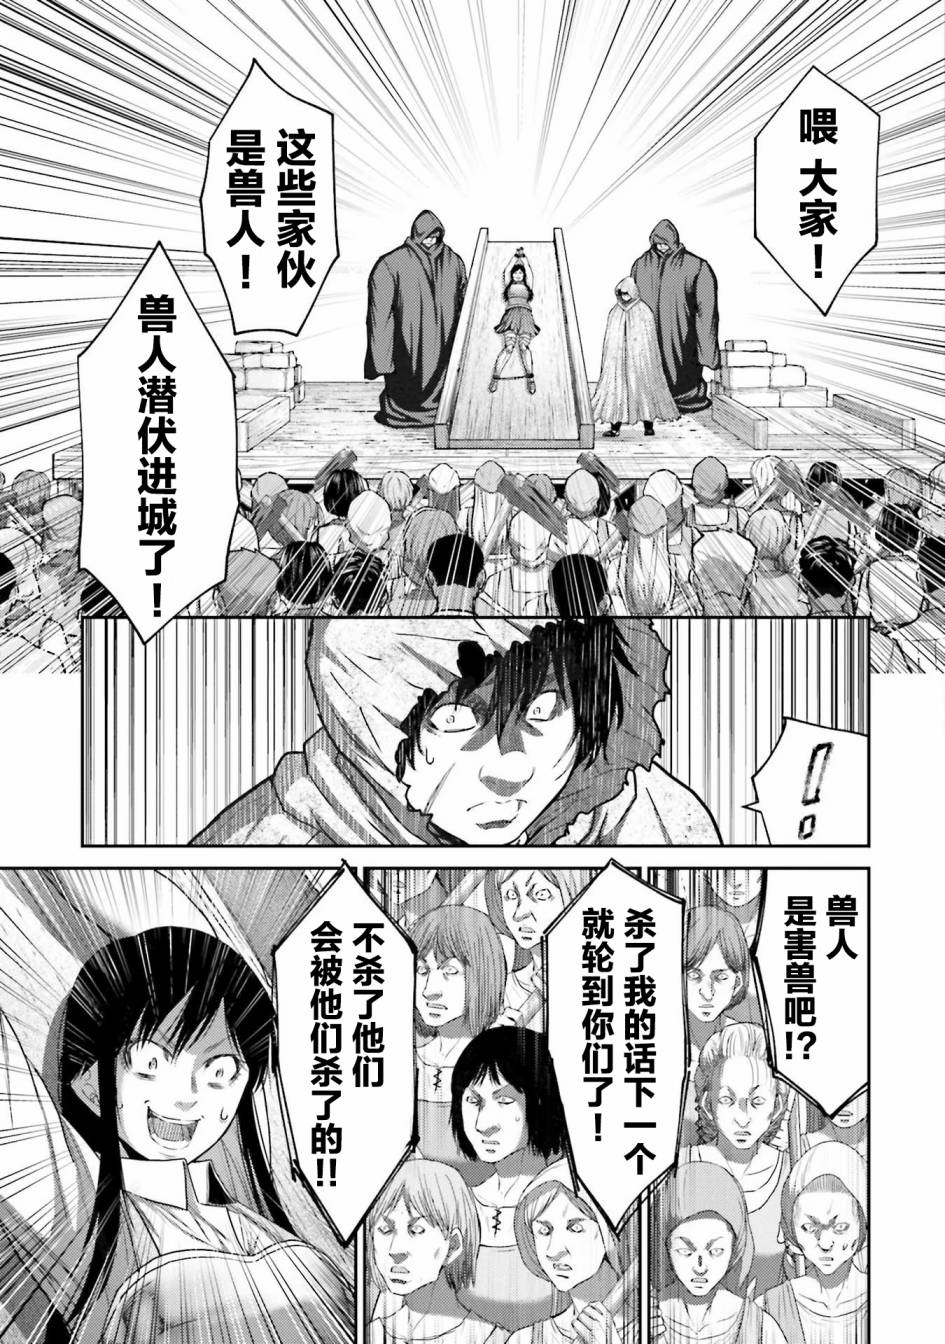 喂 大家！
这些家伙
是兽人！
兽人潜伏进城了！
！。
兽人
是害兽吧!?
杀了我的话下一个
就轮到你们了！
不杀了他们
会被他们杀了的!!